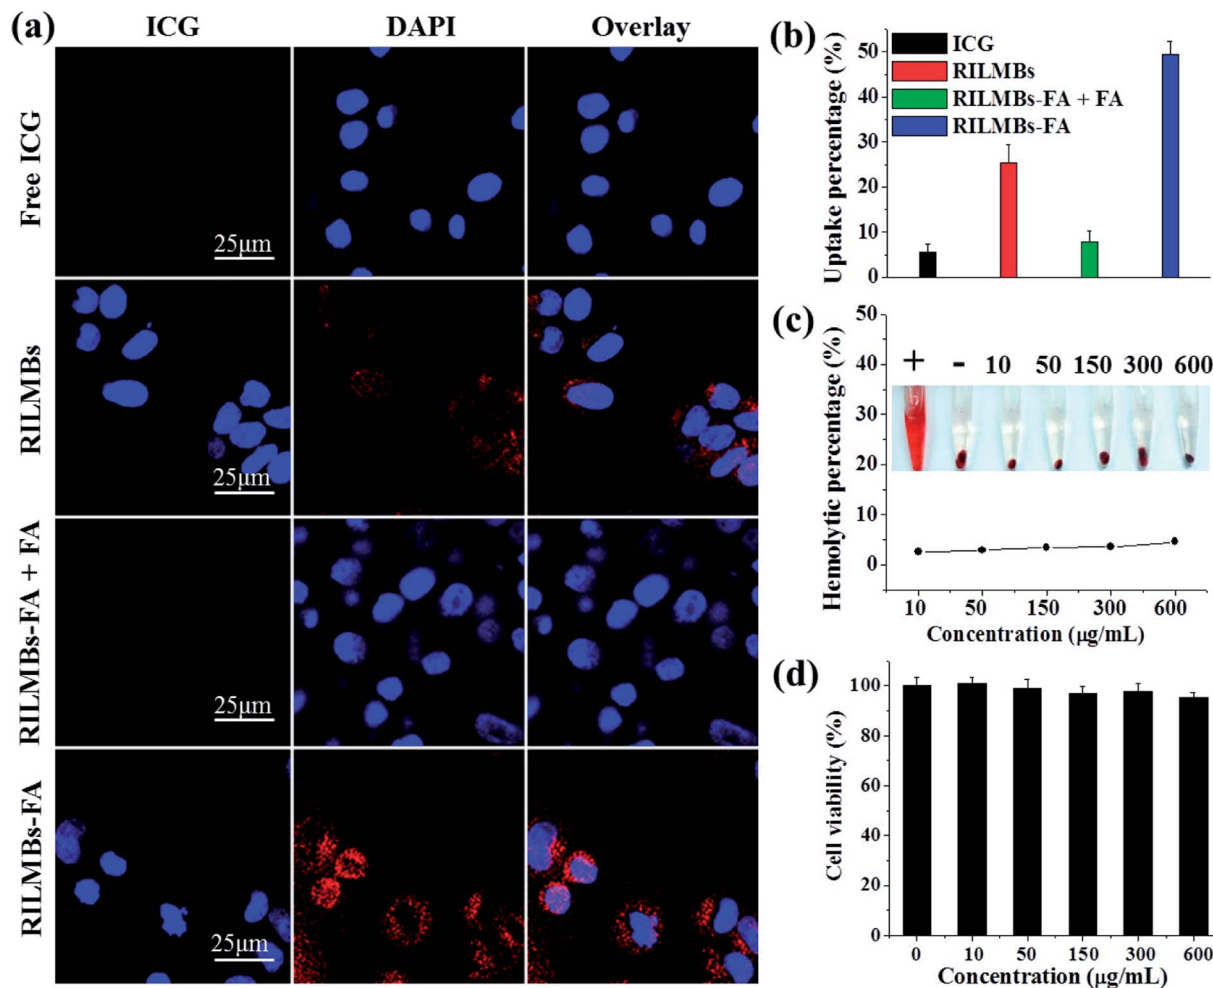 (a)
ICG DAPI Overlay
Free ICG
25μm
RILMBs
25μm
RILMBs-FA + FA
25μm
RILMBs-FA
25μm
(b)
Uptake percentage (%)
50
40
30
20
10
0
ICG
RILMBs
RILMBs-FA + FA
RILMBs-FA
(c)
Hemolytic percentage (%)
50
40
30
20
10
0
+ - 10 50 150 300 600
10 50 150 300 600
Concentration (μg/mL)
(d)
Cell viability (%)
100
80
60
40
20
0
0 10 50 150 300 600
Concentration (μg/mL)